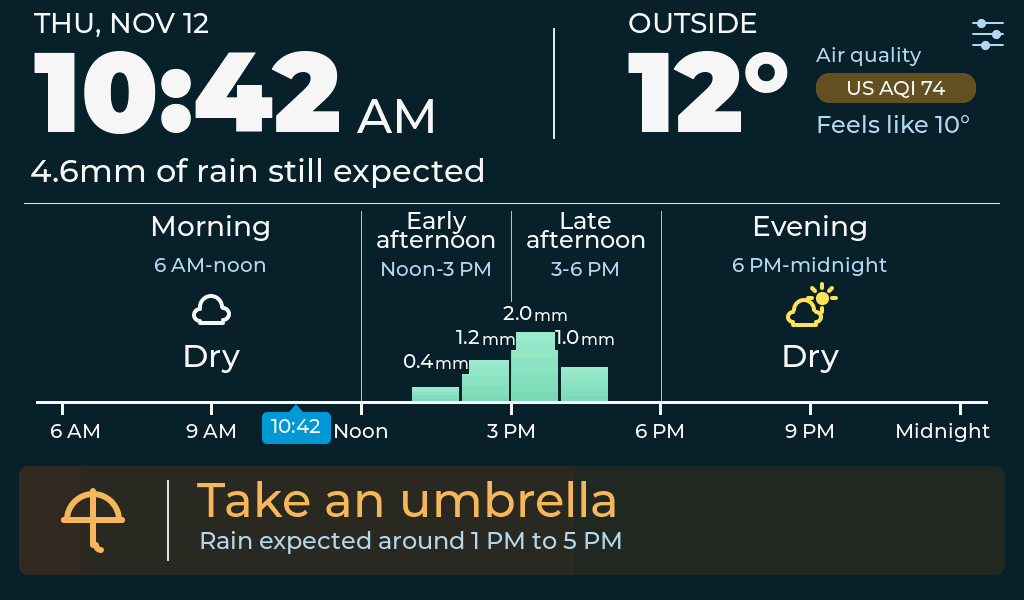 THU, NOV 12
10:42 AM
4.6mm of rain still expected
OUTSIDE
12°
Air quality
US AQI 74
Feels like 10°
Morning
6 AM-noon
Dry
Early
afternoon
Noon-3 PM
Late
afternoon
3-6 PM
Evening
6 PM-midnight
Dry
0.4mm
1.2mm
2.0mm
1.0mm
6 AM
9 AM
10:42
Noon
3 PM
6 PM
9 PM
Midnight
Take an umbrella
Rain expected around 1 PM to 5 PM